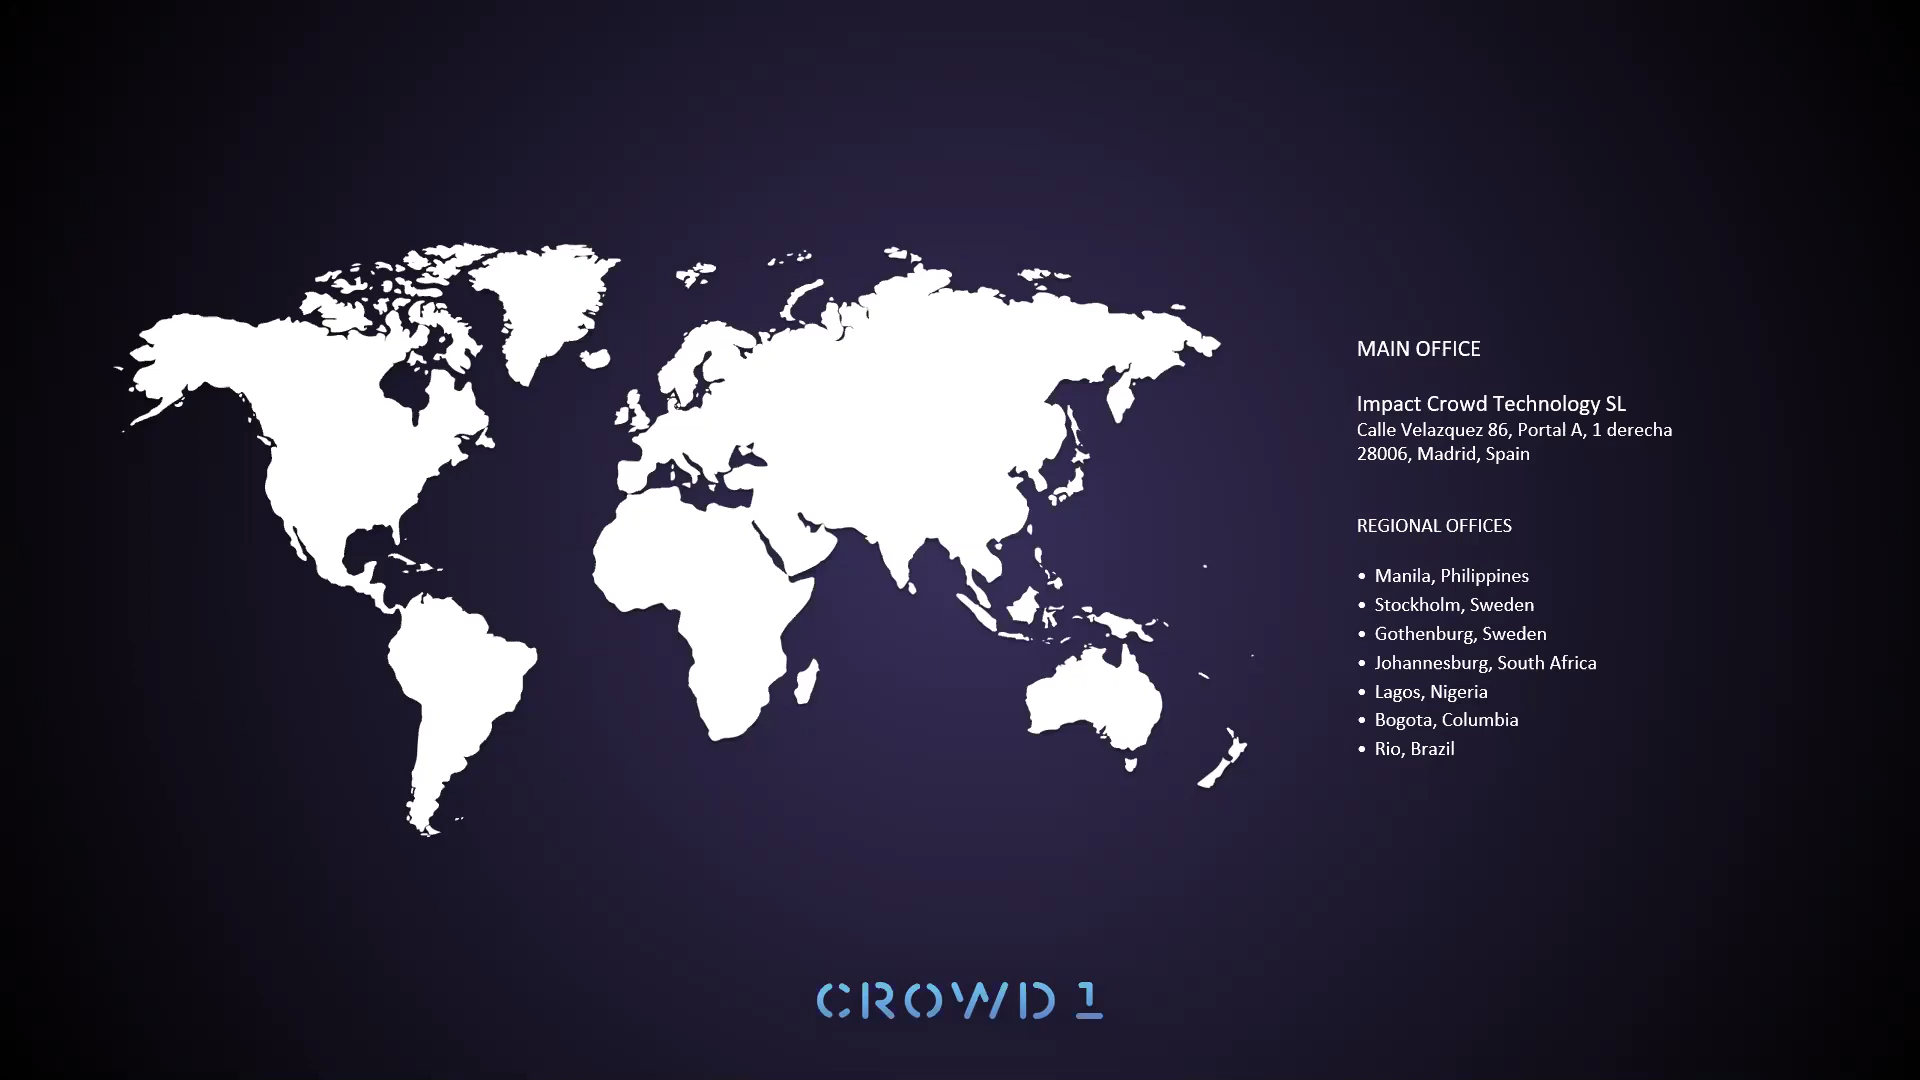 MAIN OFFICE
Impact Crowd Technology SL
Calle Velazquez 86, Portal A, 1 derecha
28006, Madrid, Spain
REGIONAL OFFICES
• Manila, Philippines
• Stockholm, Sweden
• Gothenburg, Sweden
• Johannesburg, South Africa
• Lagos, Nigeria
• Bogota, Columbia
• Rio, Brazil
CROWD 1